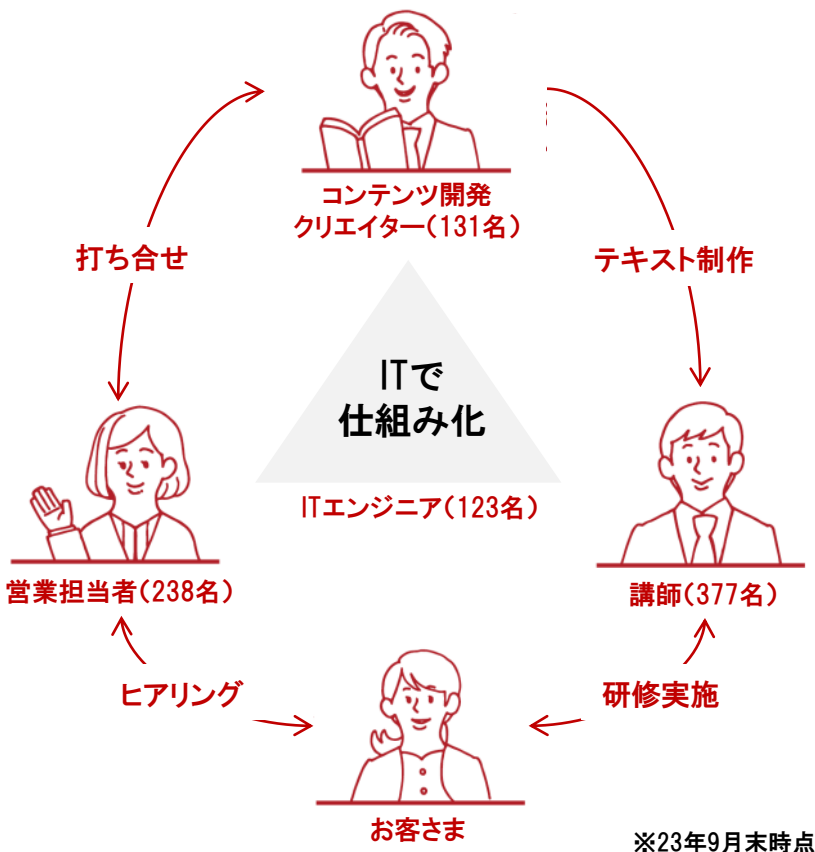 コンテンツ開発
クリエイター(131名)
打ち合せ
テキスト制作
ITで
仕組み化
ITエンジニア(123名)
営業担当者(238名)
講師(377名)
ヒアリング
研修実施
お客さま
※23年9月末時点